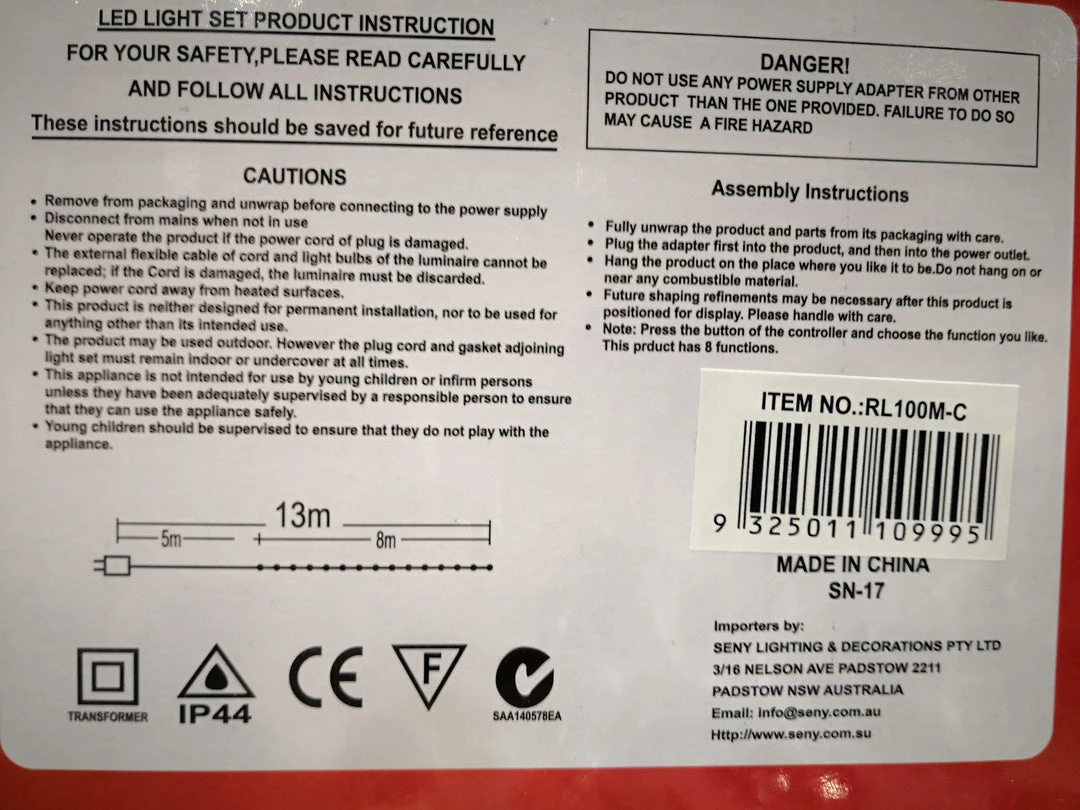 LED LIGHT SET PRODUCT INSTRUCTION
FOR YOUR SAFETY,PLEASE READ CAREFULLY
AND FOLLOW ALL INSTRUCTIONS
These instructions should be saved for future reference
CAUTIONS
• Remove from packaging and unwrap before connecting to the power supply
• Disconnect from mains when not in use
Never operate the product if the power cord of plug is damaged.
• The external flexible cable of cord and light bulbs of the luminaire cannot be
replaced; if the Cord is damaged, the luminaire must be discarded.
• Keep power cord away from heated surfaces.
• This product is neither designed for permanent installation, nor to be used for
anything other than its intended use.
• The product may be used outdoor. However the plug cord and gasket adjoining
light set must remain indoor or undercover at all times.
• This appliance is not intended for use by young children or infirm persons
unless they have been adequately supervised by a responsible person to ensure
that they can use the appliance safely.
• Young children should be supervised to ensure that they do not play with the
appliance.
13m
5m
8m
TRANSFORMER
IP44
CE
F
SAA140578EA
DANGER!
DO NOT USE ANY POWER SUPPLY ADAPTER FROM OTHER
PRODUCT THAN THE ONE PROVIDED. FAILURE TO DO SO
MAY CAUSE A FIRE HAZARD
Assembly Instructions
• Fully unwrap the product and parts from its packaging with care.
• Plug the adapter first into the product, and then into the power outlet.
• Hang the product on the place where you like it to be.Do not hang on or
near any combustible material.
• Future shaping refinements may be necessary after this product is
positioned for display. Please handle with care.
• Note: Press the button of the controller and choose the function you like.
This prduct has 8 functions.
ITEM NO.:RL100M-C
9 325011 109995
MADE IN CHINA
SN-17
Importers by:
SENY LIGHTING & DECORATIONS PTY LTD
3/16 NELSON AVE PADSTOW 2211
PADSTOW NSW AUSTRALIA
Email: info@seny.com.au
Http://www.seny.com.su